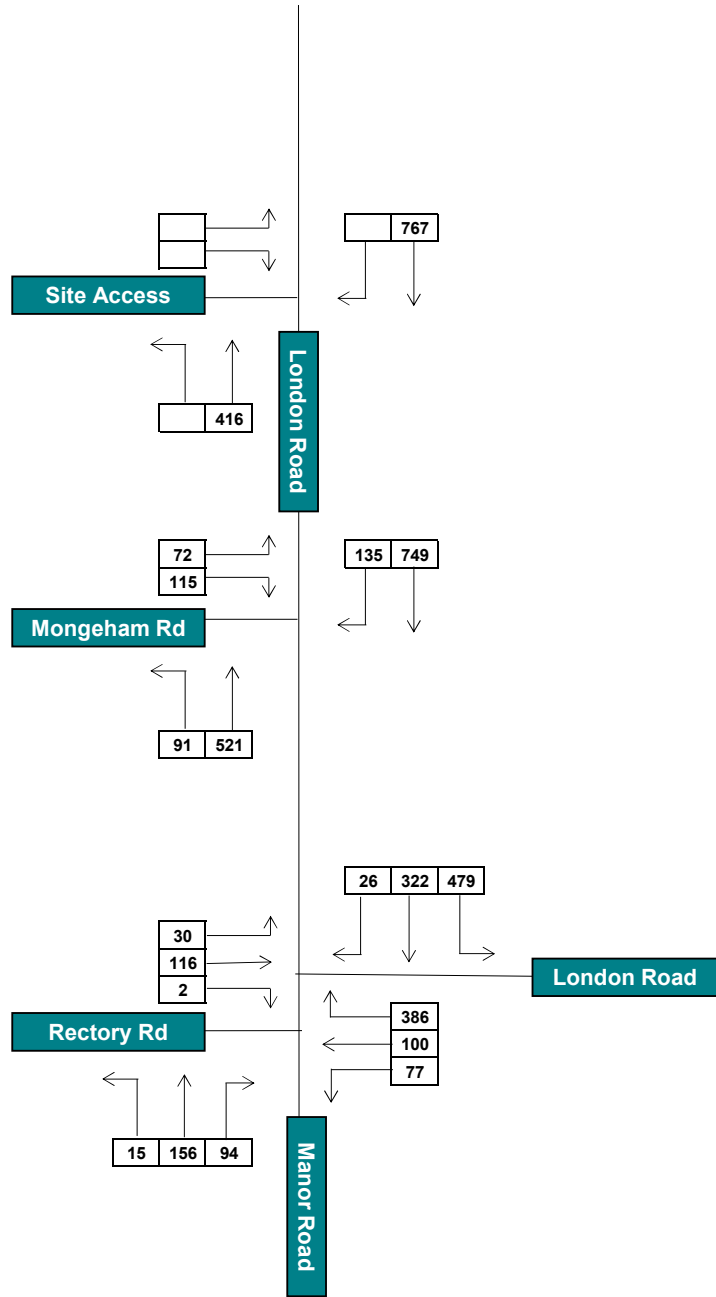 767
Site Access
London Road
416
72
135 749
115
Mongeham Rd
91 521
26 322 479
30
116
2
London Road
386
Rectory Rd
100
77
15 156 94
Manor Road